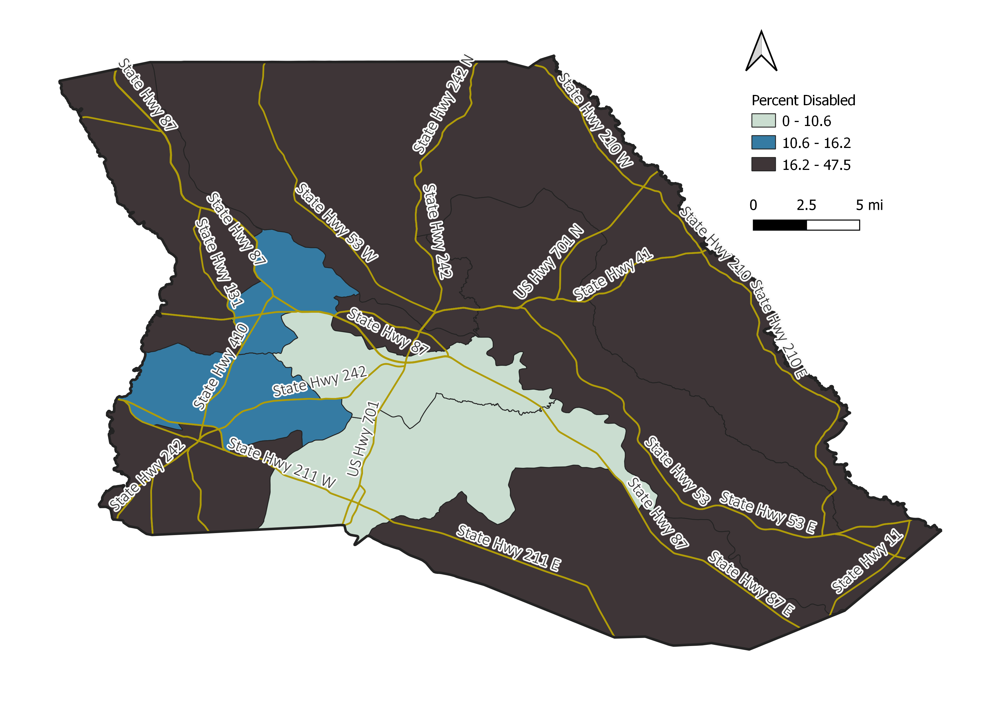 State Hwy 87
State Hwy 242 N
State Hwy 210 W
Percent Disabled
0 - 10.6
10.6 - 16.2
16.2 - 47.5
0 2.5 5 mi
State Hwy 87
State Hwy 53 W
State Hwy 242
State Hwy 131
US Hwy 701 N
State Hwy 41
State Hwy 210
State Hwy 210 E
State Hwy 87
State Hwy 410
State Hwy 242
US Hwy 701
State Hwy 242
State Hwy 211 W
State Hwy 53
State Hwy 53 E
State Hwy 87
State Hwy 211 E
State Hwy 11
State Hwy 87 E